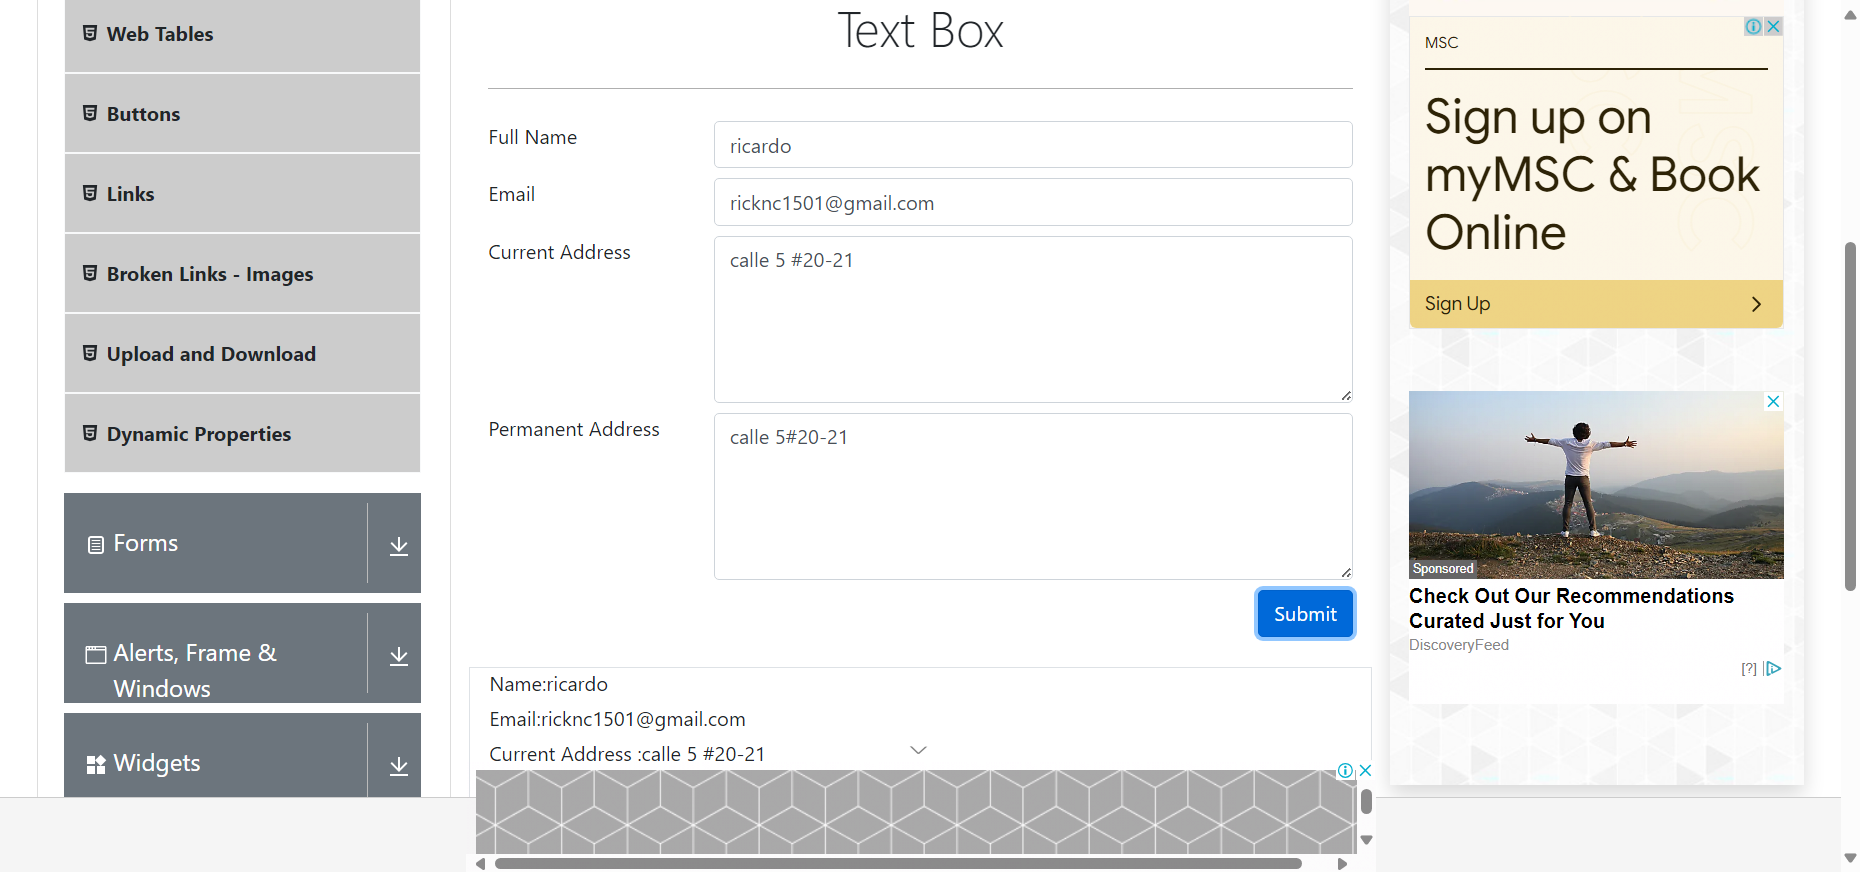 Web Tables
Buttons
Links
Broken Links - Images
Upload and Download
Dynamic Properties
Forms
Alerts, Frame &
Windows
Widgets
Text Box
Full Name
ricardo
Email
ricknc1501@gmail.com
Current Address
calle 5 #20-21
Permanent Address
calle 5#20-21
Submit
Name:ricardo
Email:ricknc1501@gmail.com
Current Address :calle 5 #20-21
MSC
Sign up on
myMSC & Book
Online
Sign Up
Sponsored
Check Out Our Recommendations
Curated Just for You
DiscoveryFeed
[?]